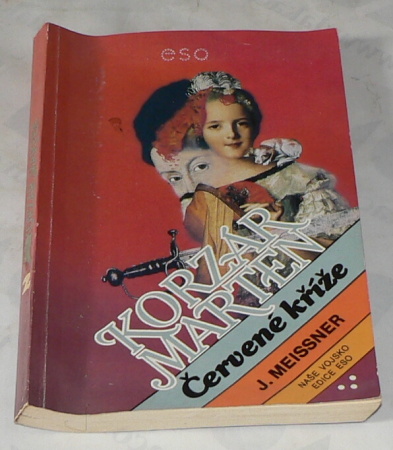 eso
KORZÁR
MARTEN
Červené kříže
J. MEISSNER
NAŠE VOJSKO
EDICE ESO